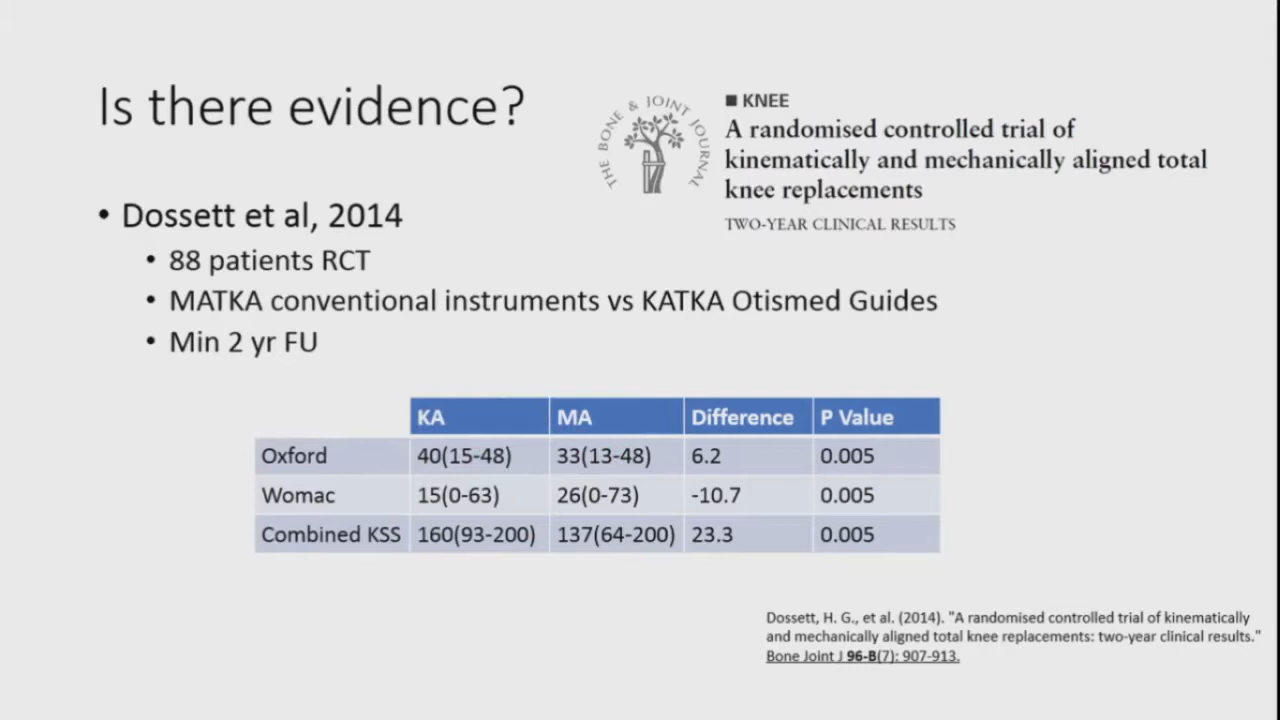 Is there evidence?
THE BONE & JOINT JOURNAL
■ KNEE
A randomised controlled trial of
kinematically and mechanically aligned total
knee replacements
TWO-YEAR CLINICAL RESULTS
• Dossett et al, 2014
• 88 patients RCT
• MATKA conventional instruments vs KATKA Otismed Guides
• Min 2 yr FU
KA MA Difference P Value
Oxford 40(15-48) 33(13-48) 6.2 0.005
Womac 15(0-63) 26(0-73) -10.7 0.005
Combined KSS 160(93-200) 137(64-200) 23.3 0.005
Dossett, H. G., et al. (2014). "A randomised controlled trial of kinematically
and mechanically aligned total knee replacements: two-year clinical results."
Bone Joint J 96-B(7): 907-913.